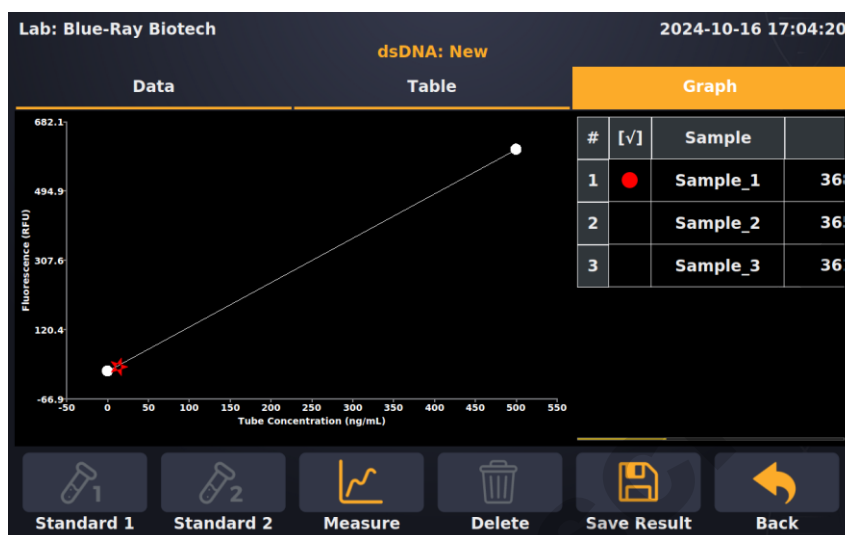 Lab: Blue-Ray Biotech 2024-10-16 17:04:20
dsDNA: New
Data Table Graph
# [√] Sample
1 Sample_1
2 Sample_2
3 Sample_3
682.1
494.9
307.6
120.4
-66.9
Fluorescence (RFU)
-50 0 50 100 150 200 250 300 350 400 450 500 550
Tube Concentration (ng/mL)
1 2
Standard 1 Standard 2 Measure Delete Save Result Back